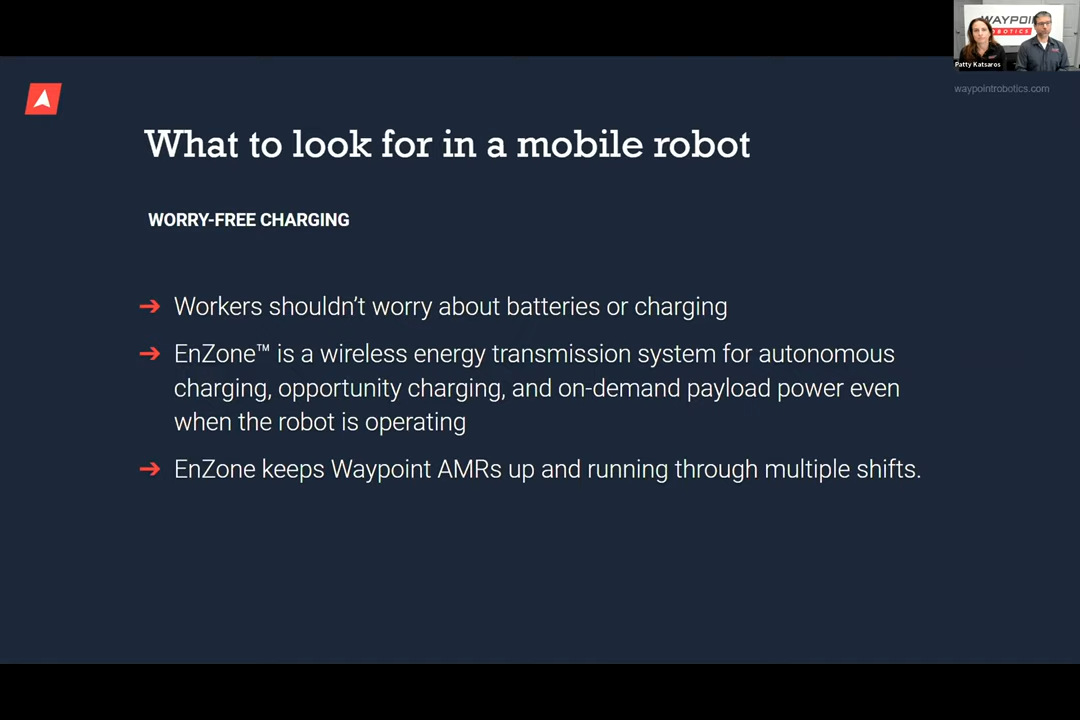 WAYPOINT
ROBOTICS
Patty Katsaros
waypointrobotics.com
What to look for in a mobile robot
WORRY-FREE CHARGING
➔ Workers shouldn’t worry about batteries or charging
➔ EnZone™ is a wireless energy transmission system for autonomous
charging, opportunity charging, and on-demand payload power even
when the robot is operating
➔ EnZone keeps Waypoint AMRs up and running through multiple shifts.